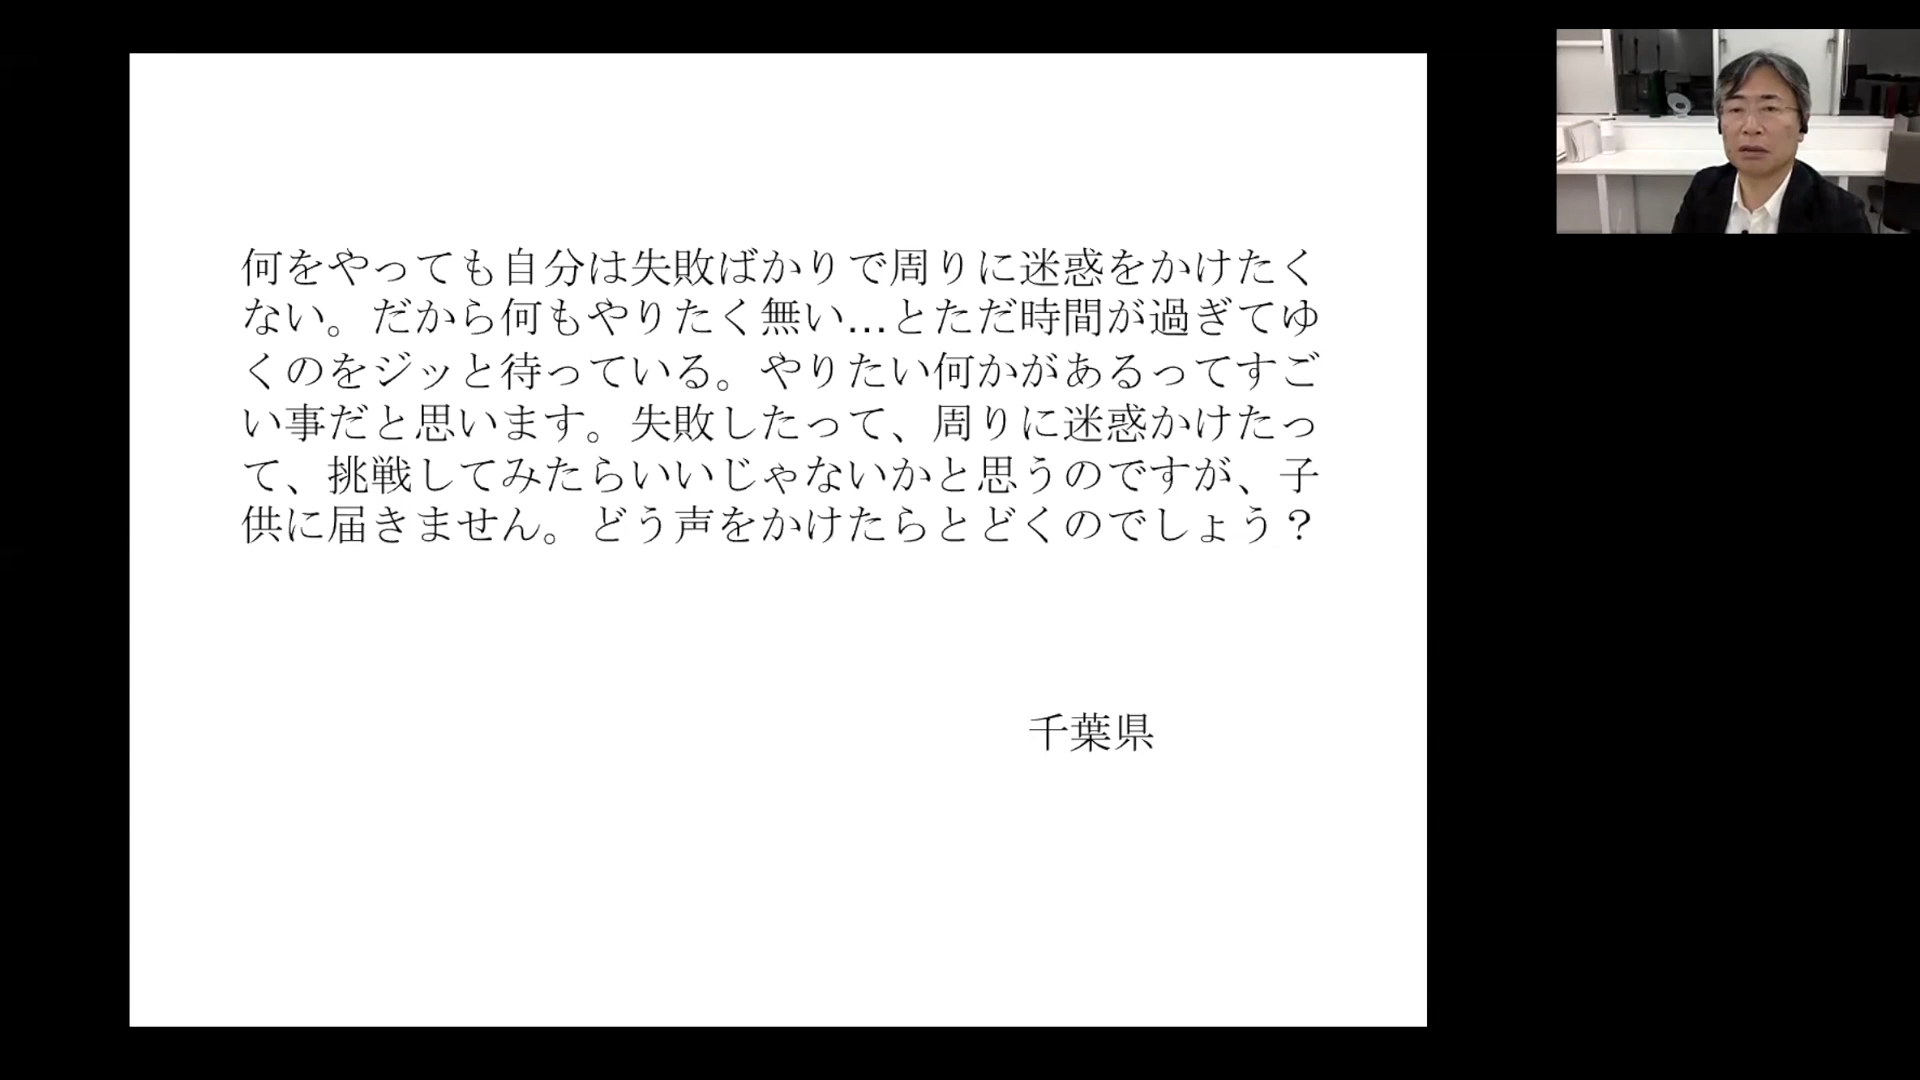 何をやっても自分は失敗ばかりで周りに迷惑をかけたく
ない。だから何もやりたく無い…とただ時間が過ぎてゆ
くのをジッと待っている。やりたい何かがあるってすご
い事だと思います。失敗したって、周りに迷惑かけたっ
て、挑戦してみたらいいじゃないかと思うのですが、子
供に届きません。どう声をかけたらとどくのでしょう？
千葉県